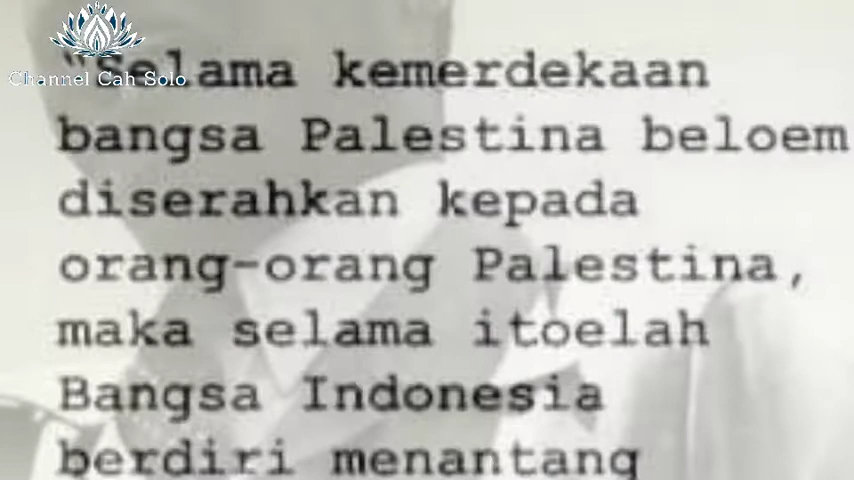 Channel Cah Solo
"Selama kemerdekaan
bangsa Palestina beloem
diserahkan kepada
orang-orang Palestina,
maka selama itoelah
Bangsa Indonesia
berdiri menantang